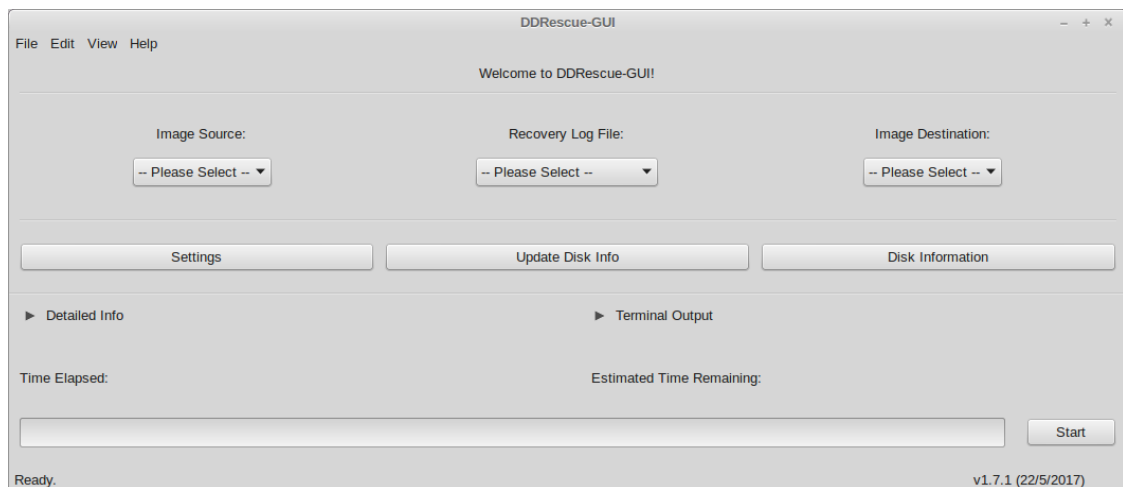 DDRescue-GUI
File Edit View Help
Welcome to DDRescue-GUI!
Image Source: Recovery Log File: Image Destination:
-- Please Select -- -- Please Select -- -- Please Select --
Settings Update Disk Info Disk Information
Detailed Info Terminal Output
Time Elapsed: Estimated Time Remaining:
Start
Ready. v1.7.1 (22/5/2017)